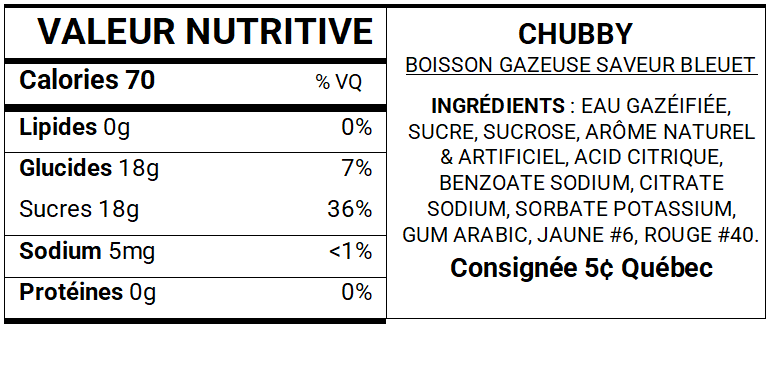 VALEUR NUTRITIVE
Calories 70 % VQ
Lipides 0g 0%
Glucides 18g 7%
Sucres 18g 36%
Sodium 5mg <1%
Protéines 0g 0%
CHUBBY
BOISSON GAZEUSE SAVEUR BLEUET
INGRÉDIENTS : EAU GAZÉIFIÉE,
SUCRE, SUCROSE, ARÔME NATUREL
& ARTIFICIEL, ACID CITRIQUE,
BENZOATE SODIUM, CITRATE
SODIUM, SORBATE POTASSIUM,
GUM ARABIC, JAUNE #6, ROUGE #40.
Consignée 5¢ Québec